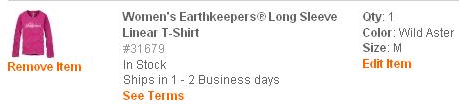 Women's Earthkeepers® Long Sleeve
Linear T-Shirt
#31679
In Stock
Ships in 1 - 2 Business days
See Terms
Remove Item
Qty: 1
Color: Wild Aster
Size: M
Edit Item